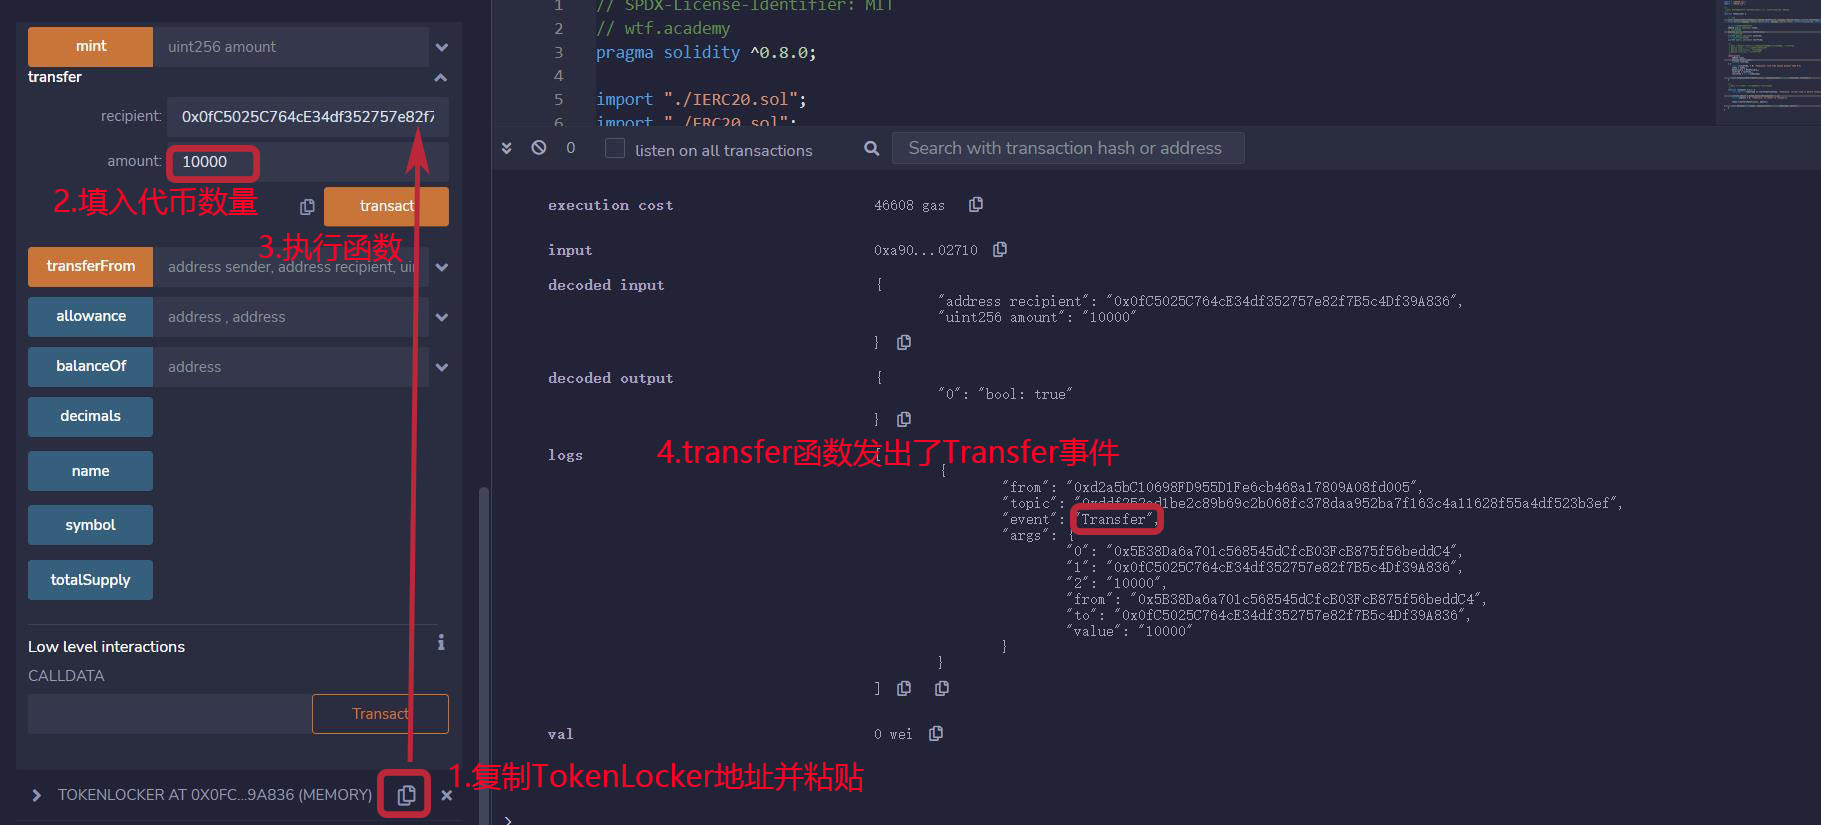 mint
uint256 amount
transfer
recipient:
0x0fC5025C764cE34df352757e82f7
amount:
10000
2.填入代币数量
transact
3.执行函数
transferFrom
address sender, address recipient, uin
allowance
address , address
balanceOf
address
decimals
name
symbol
totalSupply
Low level interactions
i
CALLDATA
Transact
TOKENLOCKER AT 0X0FC...9A836 (MEMORY)
1.复制TokenLocker地址并粘贴
1 // SPDX-License-Identifier: MIT
2 // wtf.academy
3 pragma solidity ^0.8.0;
4
5 import "./IERC20.sol";
6 import "./ERC20.sol";
0
listen on all transactions
Search with transaction hash or address
execution cost 46608 gas
input 0xa90...02710
decoded input {
"address recipient": "0x0fC5025C764cE34df352757e82f7B5c4Df39A836",
"uint256 amount": "10000"
}
decoded output {
"0": "bool: true"
}
4.transfer函数发出了Transfer事件
logs [
{
"from": "0xd2a5bC10698FD955D1Fe6cb468a17809A08fd005",
"topic": "0xddf252ad1be2c89b69c2b068fc378daa952ba7f163c4a11628f55a4df523b3ef",
"event": "Transfer",
"args": {
"0": "0x5B38Da6a701c568545dCfcB03FcB875f56beddC4",
"1": "0x0fC5025C764cE34df352757e82f7B5c4Df39A836",
"2": "10000",
"from": "0x5B38Da6a701c568545dCfcB03FcB875f56beddC4",
"to": "0x0fC5025C764cE34df352757e82f7B5c4Df39A836",
"value": "10000"
}
}
]
val 0 wei
>